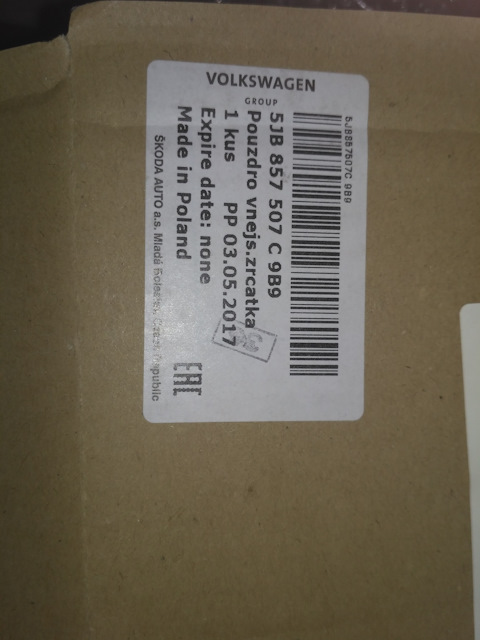 VOLKSWAGEN
GROUP
5JB857507C 9B9
5JB 857 507 C 9B9
Pouzdro vnejs.zrcatka
1 kus PP 03.05.2017
Expire date: none
Made in Poland
EAC
ŠKODA AUTO a.s. Mladá Boleslav, Czech Republic